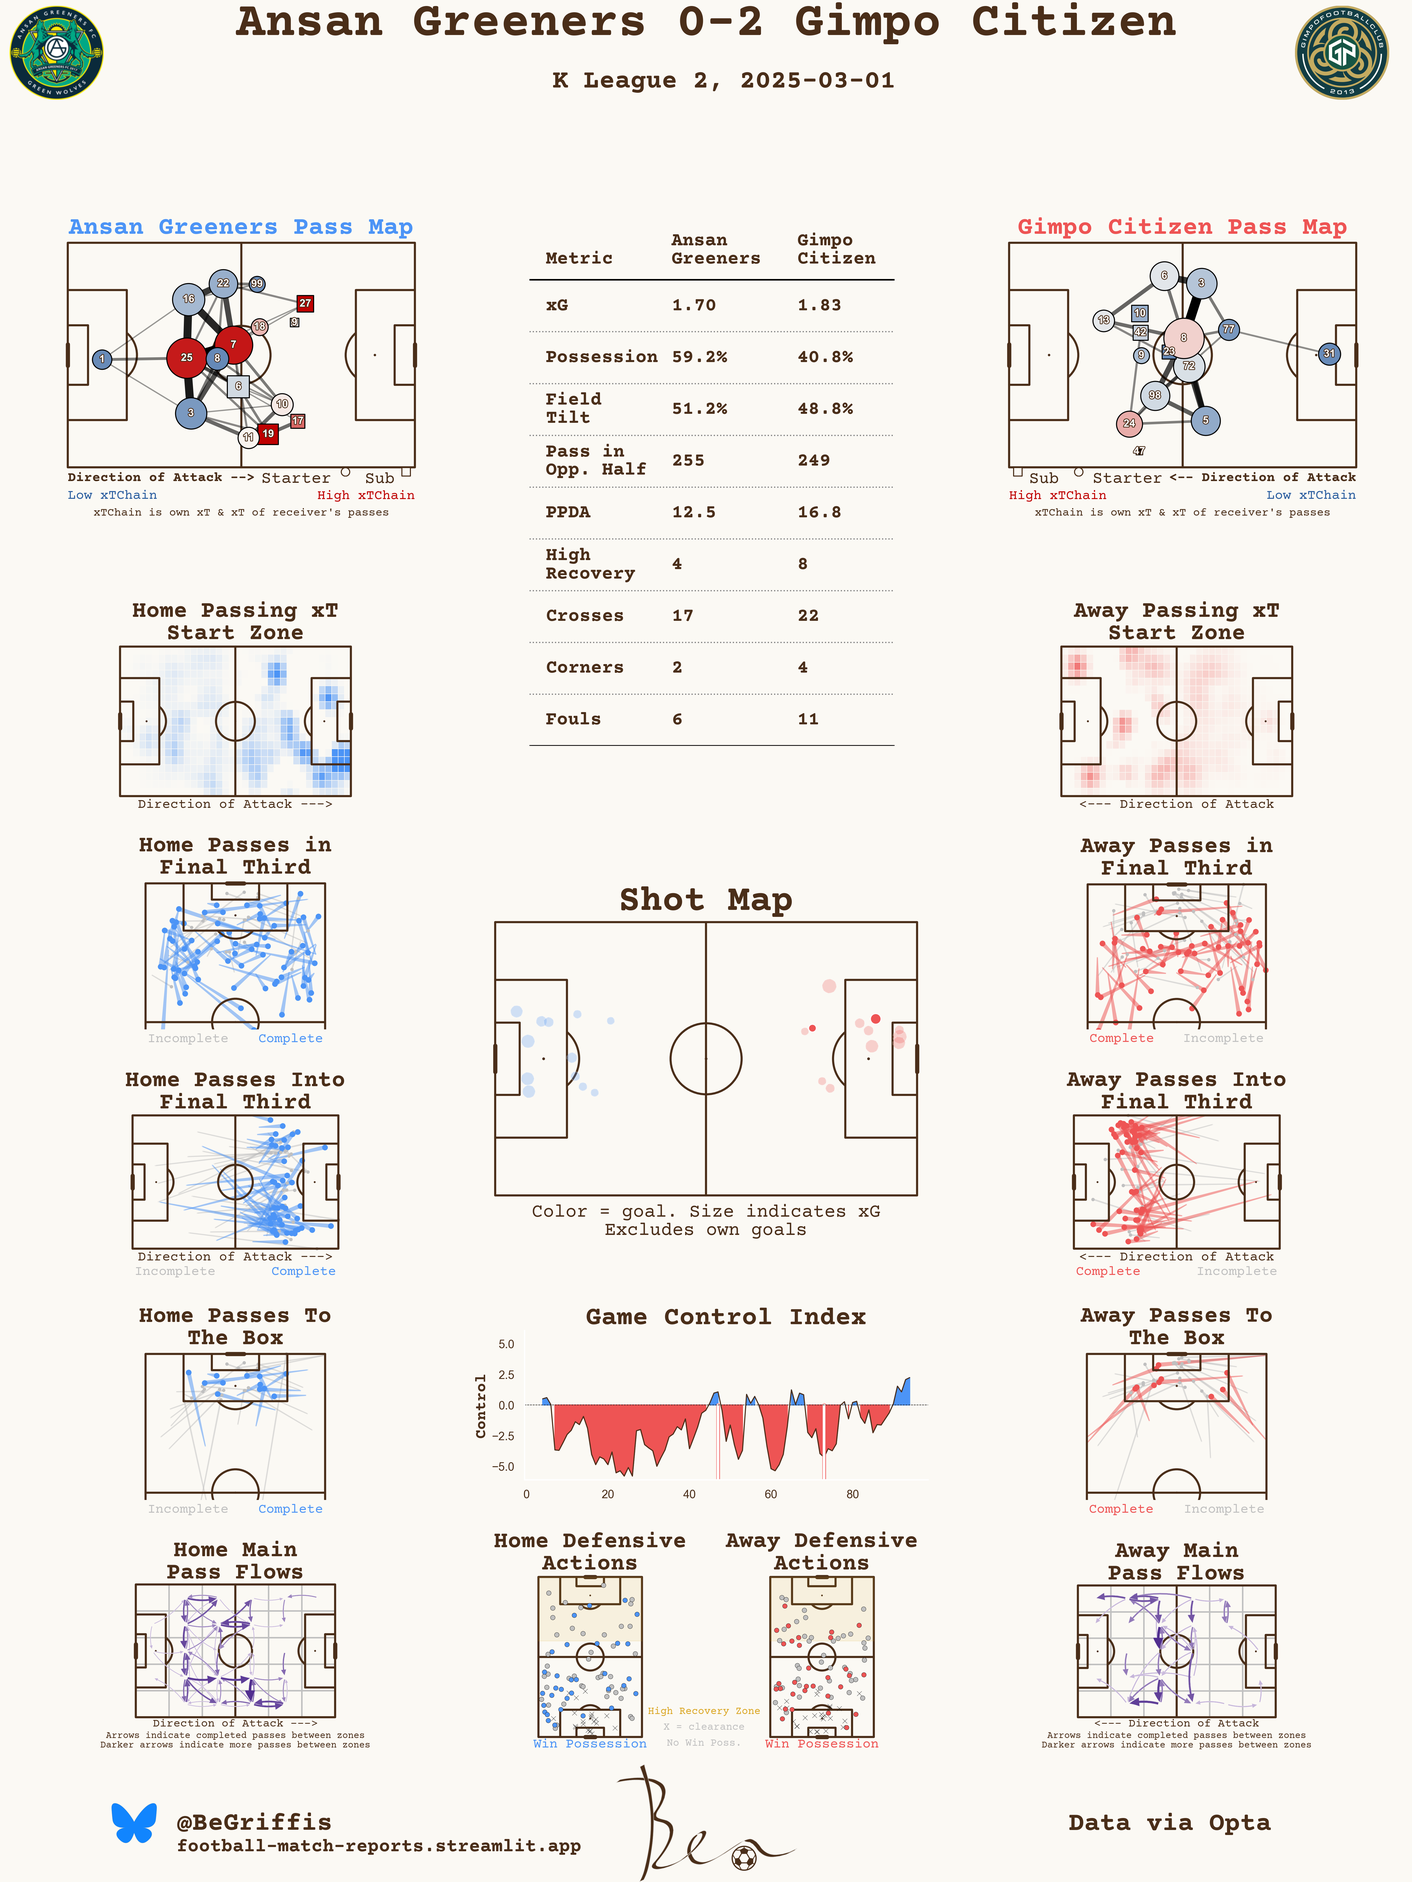 Ansan Greeners 0-2 Gimpo Citizen
K League 2, 2025-03-01
ANSAN GREENERS FC
GREEN WOLVES
GIMPOFOOTBALLCLUB
GP
2013
Ansan Greeners Pass Map
22
99
16
27
18
9
7
25
8
1
6
10
3
17
11
19
Direction of Attack --> Starter Sub
Low xTChain High xTChain
xTChain is own xT & xT of receiver's passes
Metric Ansan Greeners Gimpo Citizen
xG 1.70 1.83
Possession 59.2% 40.8%
Field Tilt 51.2% 48.8%
Pass in Opp. Half 255 249
PPDA 12.5 16.8
High Recovery 4 8
Crosses 17 22
Corners 2 4
Fouls 6 11
Gimpo Citizen Pass Map
6
3
10
13
42
77
8
23
9
31
72
98
24
5
47
Sub Starter <-- Direction of Attack
High xTChain Low xTChain
xTChain is own xT & xT of receiver's passes
Home Passing xT
Start Zone
Direction of Attack --->
Away Passing xT
Start Zone
<--- Direction of Attack
Home Passes in
Final Third
Incomplete Complete
Away Passes in
Final Third
Complete Incomplete
Shot Map
Color = goal. Size indicates xG
Excludes own goals
Home Passes Into
Final Third
Direction of Attack --->
Incomplete Complete
Away Passes Into
Final Third
<--- Direction of Attack
Complete Incomplete
Home Passes To
The Box
Incomplete Complete
Game Control Index
Control
5.0
2.5
0.0
−2.5
−5.0
0 20 40 60 80
Away Passes To
The Box
Complete Incomplete
Home Main
Pass Flows
Direction of Attack --->
Arrows indicate completed passes between zones
Darker arrows indicate more passes between zones
Home Defensive
Actions
Win Possession
Away Defensive
Actions
Win Possession
High Recovery Zone
X = clearance
No Win Poss.
Away Main
Pass Flows
<--- Direction of Attack
Arrows indicate completed passes between zones
Darker arrows indicate more passes between zones
@BeGriffis
football-match-reports.streamlit.app
Ben
Data via Opta